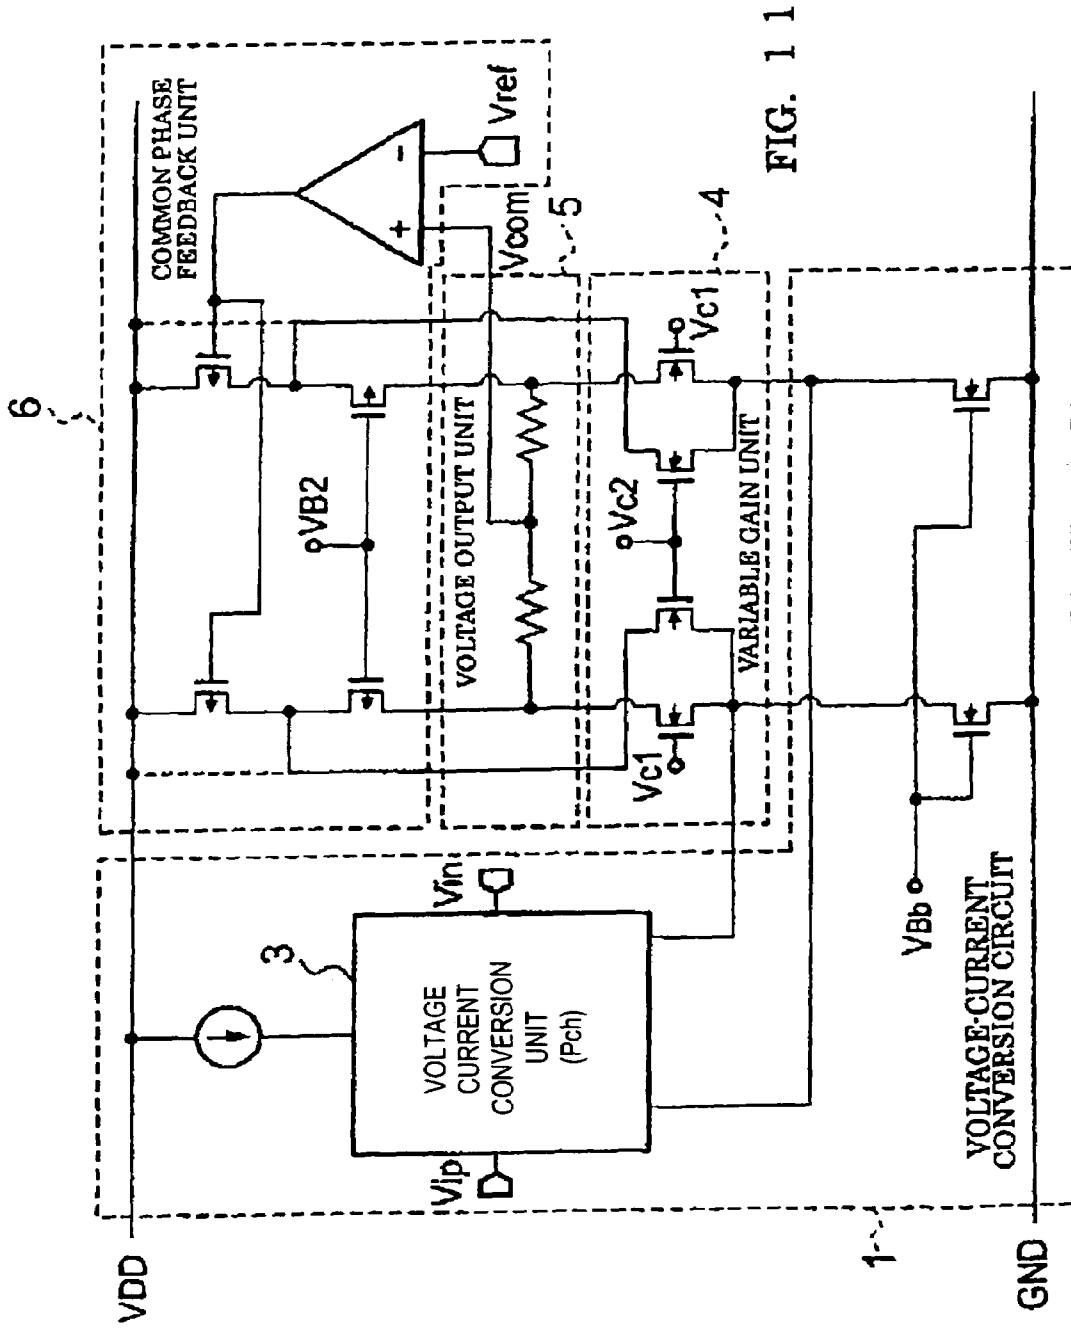 6
COMMON PHASE
FEEDBACK UNIT
VDD
VB2
+
-
Vref
Vcom
VOLTAGE OUTPUT UNIT
5
3
Vip
Vin
VOLTAGE
CURRENT
CONVERSION
UNIT
(Pch)
Vc1
Vc2
Vc1
4
VARIABLE GAIN UNIT
FIG. 11
VBb
VOLTAGE-CURRENT
CONVERSION CIRCUIT
1
GND